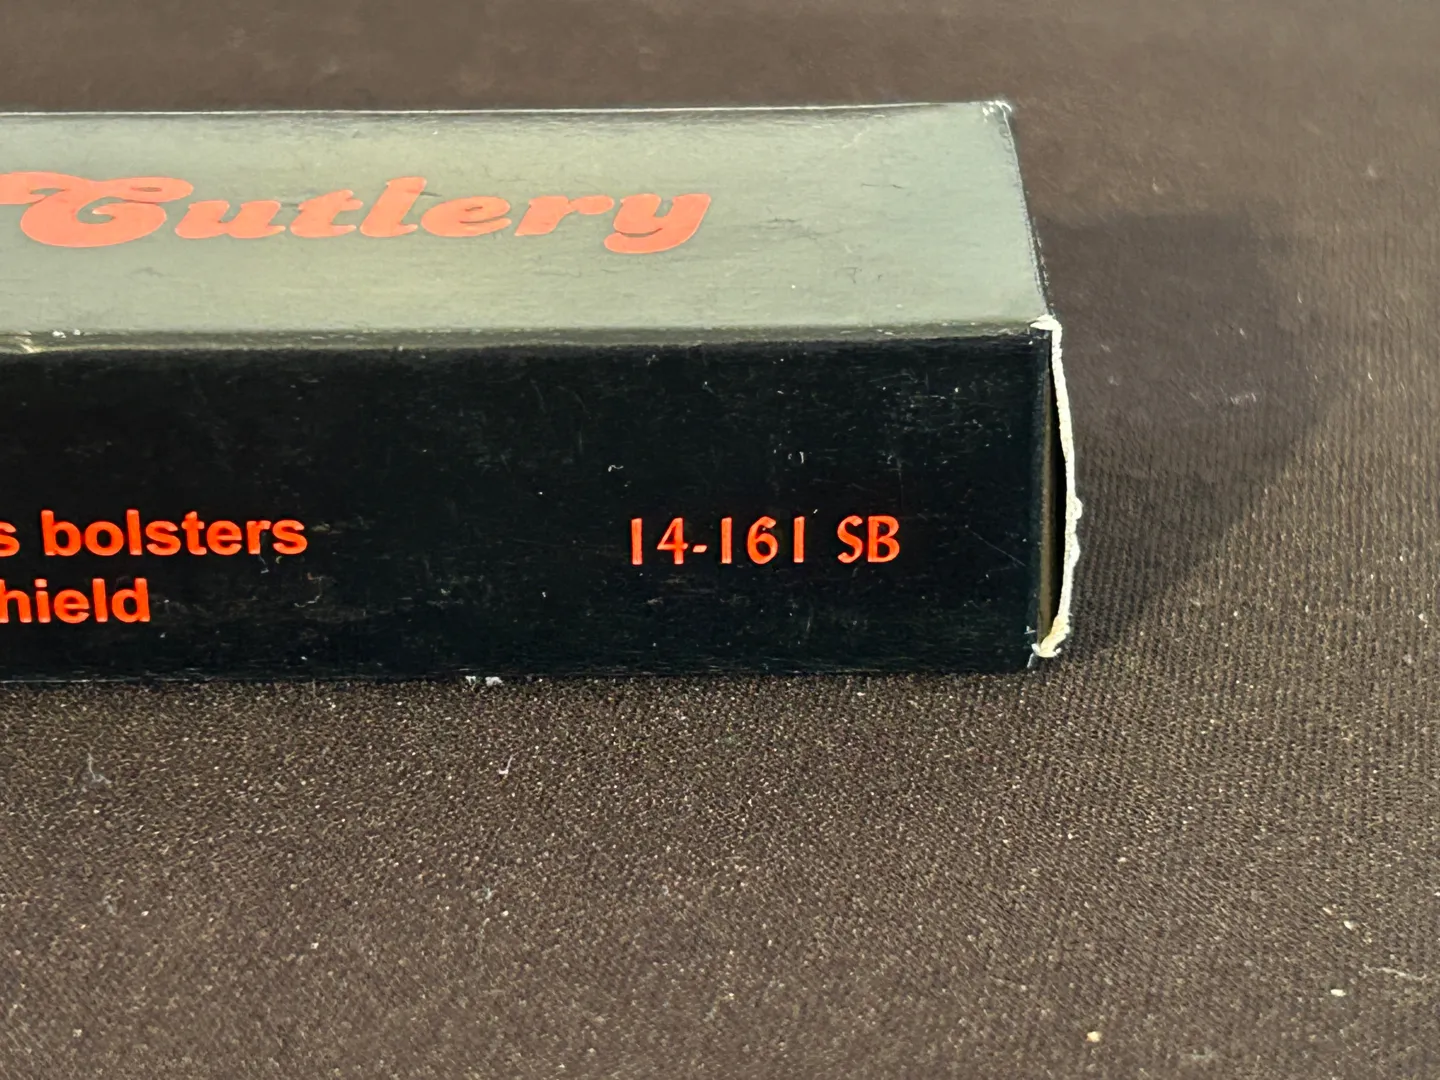 Cutlery
s bolsters
hield
14-161 SB